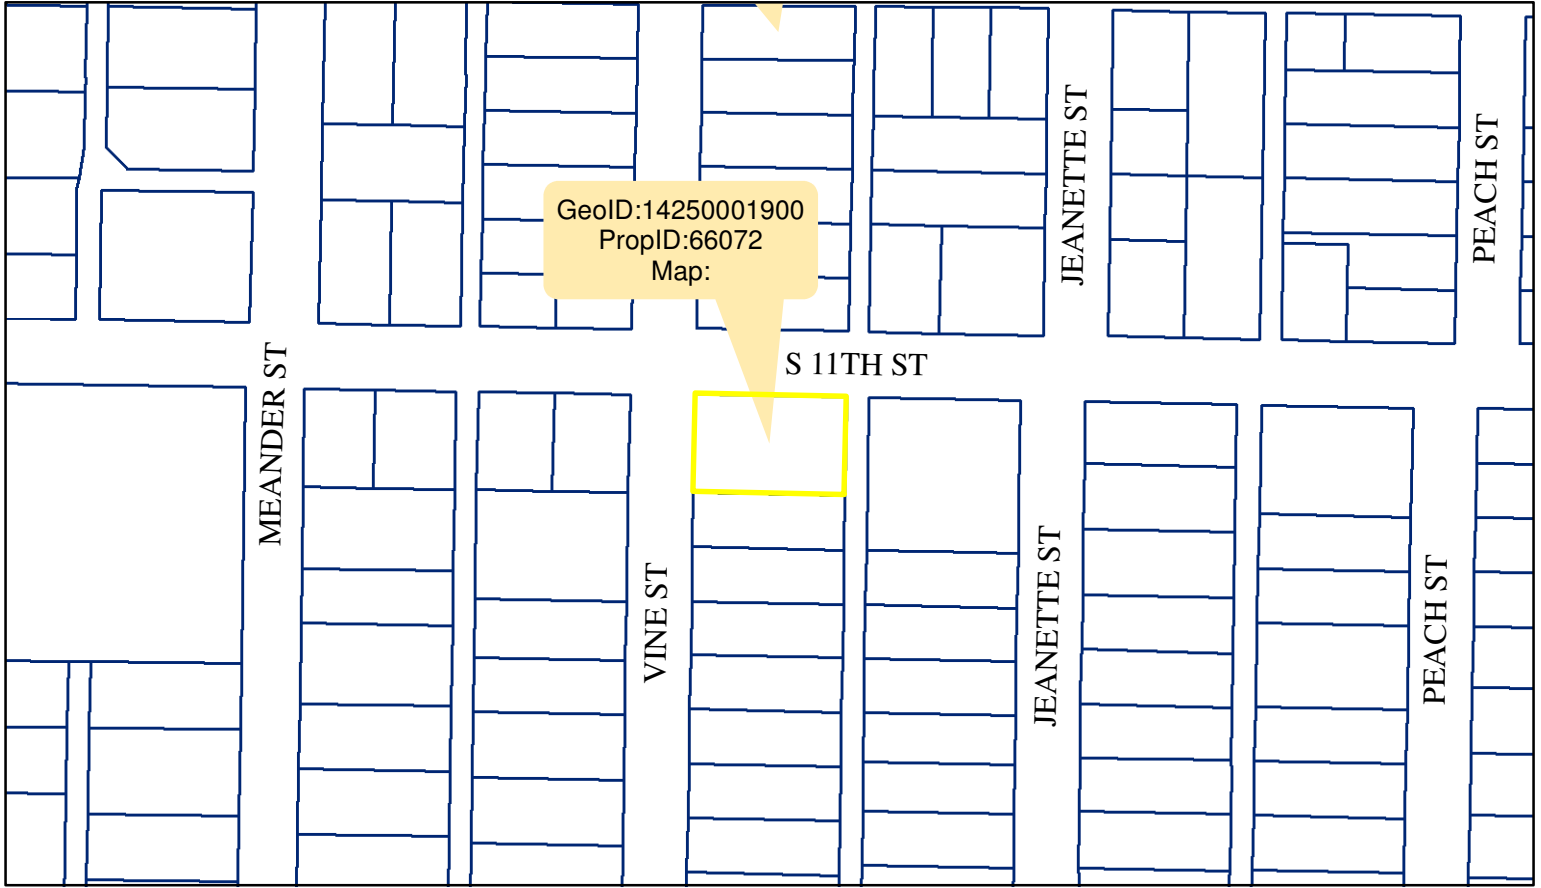 JEANETTE ST
PEACH ST
GeoID:14250001900
PropID:66072
Map:
S 11TH ST
MEANDER ST
VINE ST
JEANETTE ST
PEACH ST